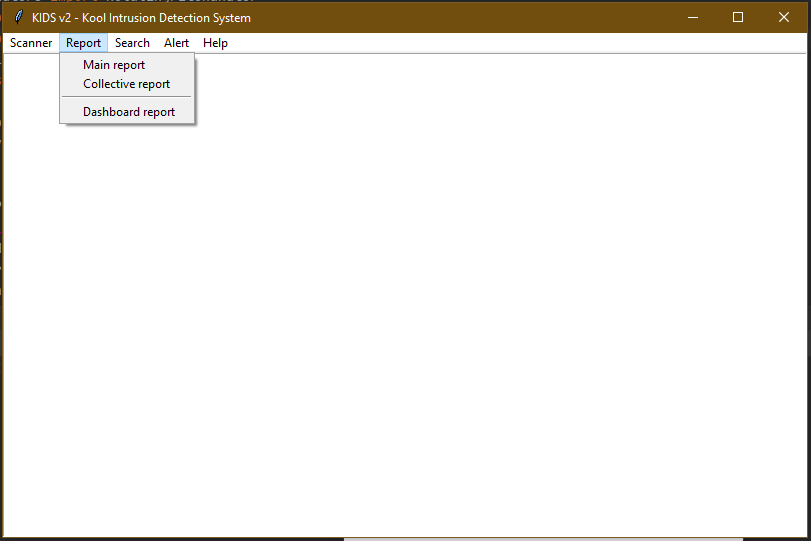 KIDS v2 - Kool Intrusion Detection System
Scanner Report Search Alert Help
Main report
Collective report
Dashboard report